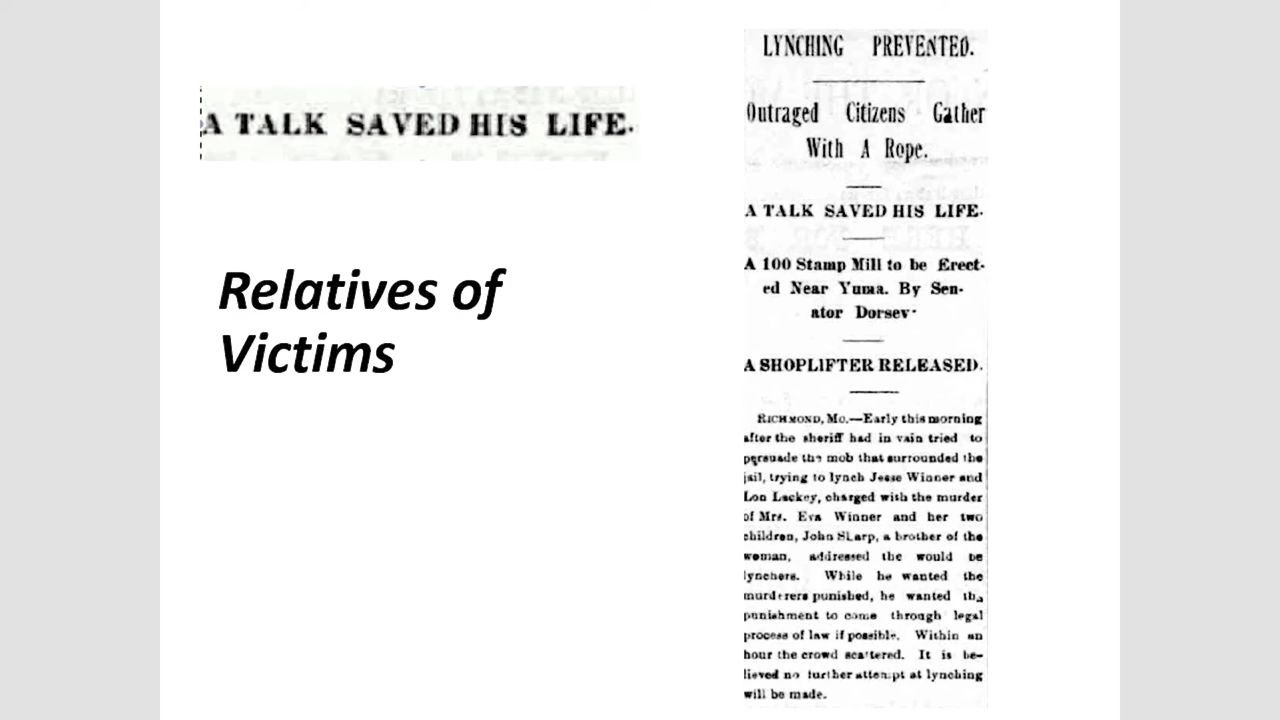 A TALK SAVED HIS LIFE.
Relatives of
Victims
LYNCHING PREVENTED.
Outraged Citizens Gather
With A Rope.
A TALK SAVED HIS LIFE.
A 100 Stamp Mill to be Erect-
ed Near Yuma. By Sen-
ator Dorsey.
A SHOPLIFTER RELEASED.
RICHMOND, Mo.—Early this morning
after the sheriff had in vain tried to
persuade the mob that surrounded the
jail, trying to lynch Jesse Winner and
Lon Lackey, charged with the murder
of Mrs. Eva Winner and her two
children, John Sharp, a brother of the
woman, addressed the would be
lynchers. While he wanted the
murderers punished, he wanted the
punishment to come through legal
process of law if possible. Within an
hour the crowd scattered. It is be-
lieved no further attempt at lynching
will be made.